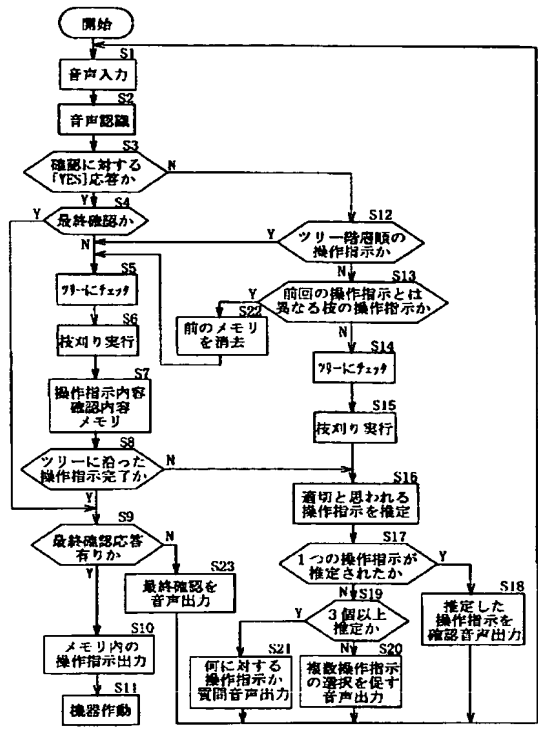 開始
S1
音声入力
S2
音声認識
S3
確認に対する
「YES」応答か
N
Y
S4
Y
最終確認か
N
S12
Y
ツリー階層順の
操作指示か
N
S13
Y
前回の操作指示とは
異なる枝の操作指示か
N
S22
前のメモリ
を消去
S5
ツリーにチェック
S6
枝刈り実行
S7
操作指示内容
確認内容
メモリ
S8
ツリーに沿った
操作指示完了か
N
Y
S14
ツリーにチェック
S15
枝刈り実行
S16
適切と思われる
操作指示を推定
S17
1つの操作指示が
推定されたか
Y
N
S9
最終確認応答
有りか
N
Y
S23
最終確認を
音声出力
S19
Y
3個以上
推定か
N
S18
推定した
操作指示を
確認音声出力
S10
メモリ内の
操作指示出力
S21
何に対する
操作指示か
質問音声出力
S20
複数操作指示
の選択を促す
音声出力
S11
機器作動